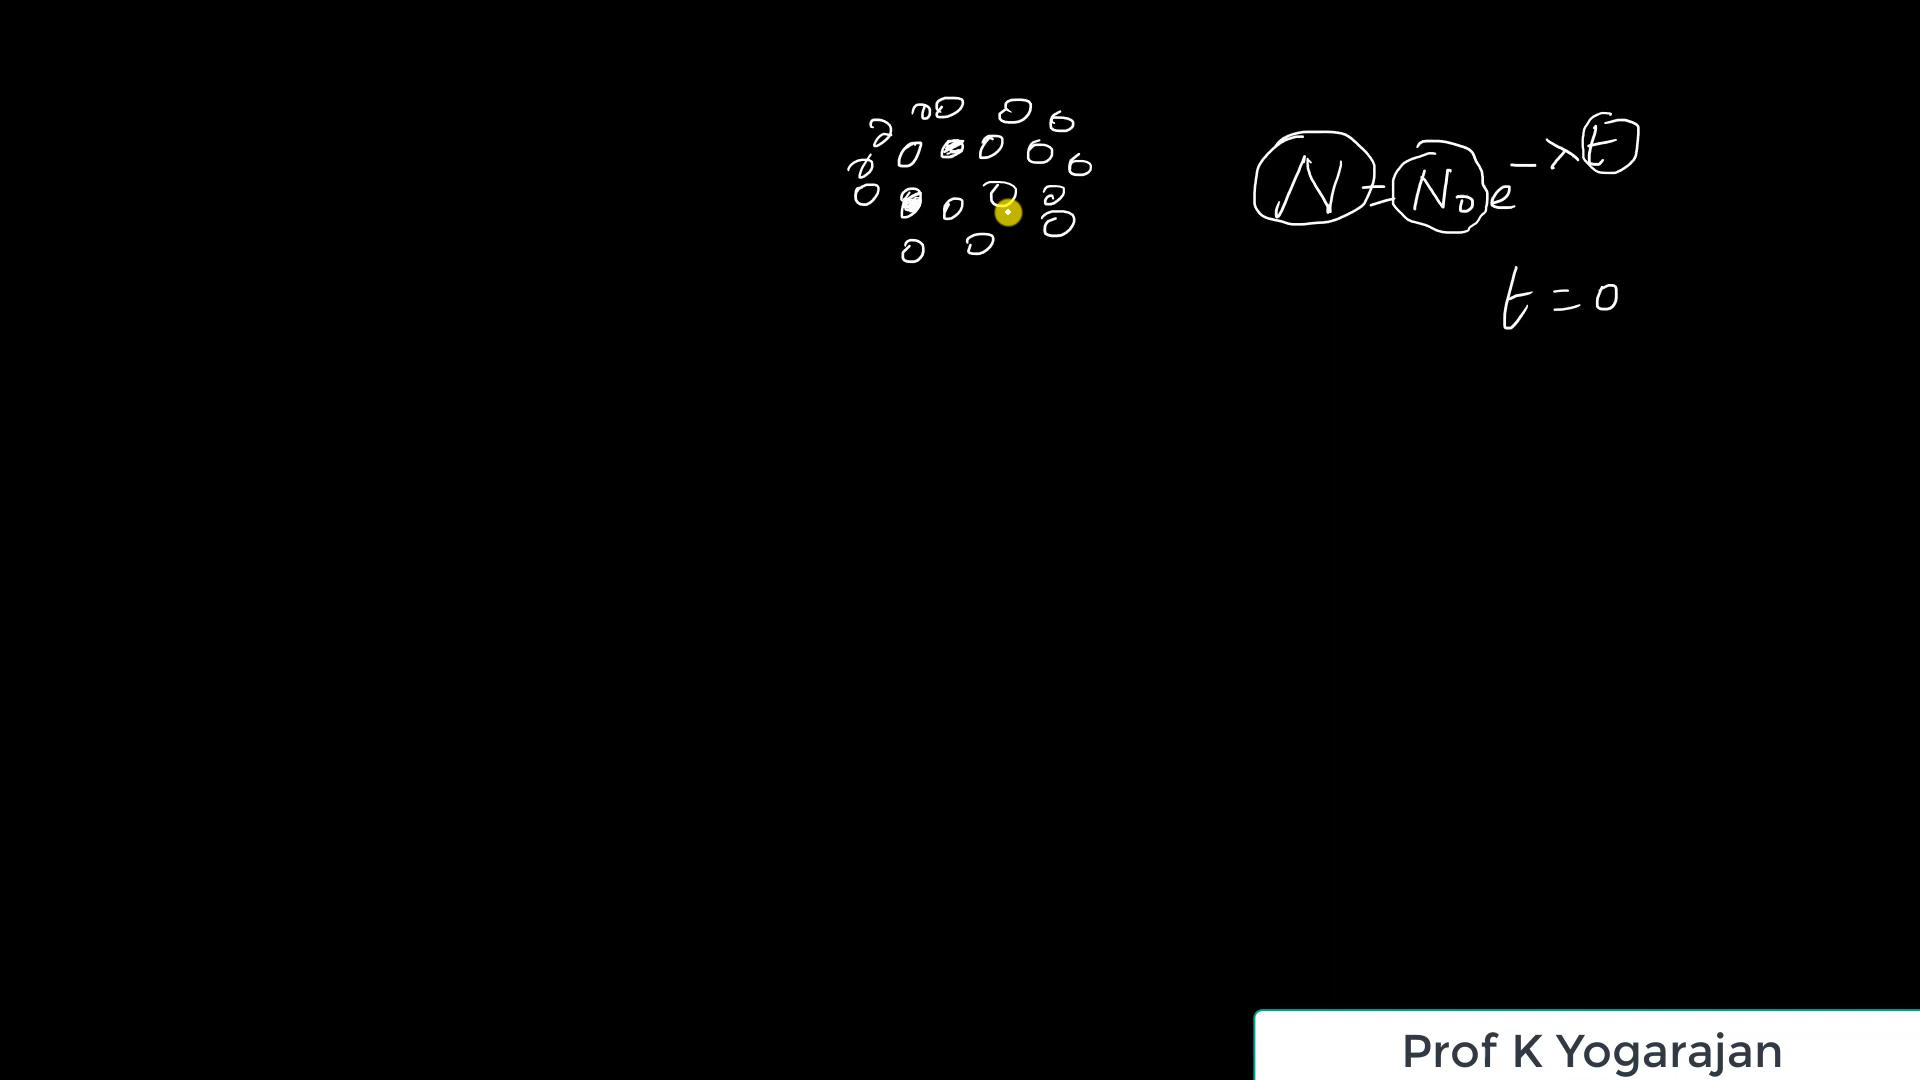 N = N₀e^{-λt}
t = 0
Prof K Yogarajan